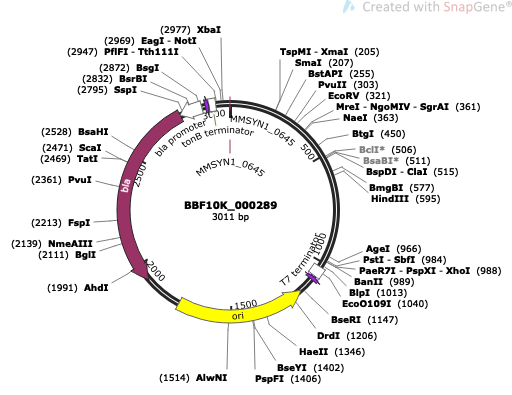 Created with SnapGene®
(2977) XbaI
(2969) EagI - NotI
(2947) PflFI - Tth111I
(2872) BsgI
(2832) BsrBI
(2795) SspI
TspMI - XmaI (205)
SmaI (207)
BstAPI (255)
PvuII (303)
EcoRV (321)
MreI - NgoMIV - SgrAI (361)
NaeI (363)
BtgI (450)
BclI* (506)
BsaBI* (511)
BspDI - ClaI (515)
BmgBI (577)
HindIII (595)
(2528) BsaHI
(2471) ScaI
(2469) TatI
(2361) PvuI
(2213) FspI
(2139) NmeAIII
(2111) BglI
(1991) AhdI
bla promoter
tonB terminator
3000
MMSYN1_0645
MMSYN1_0645
500
2500
bla
BBF10K_000289
3011 bp
AgeI (966)
PstI - SbfI (984)
PaeR7I - PspXI - XhoI (988)
BanII (989)
BlpI (1013)
EcoO109I (1040)
T7 terminator
1000
2000
1500
ori
BseRI (1147)
DrdI (1206)
HaeII (1346)
BseYI (1402)
PspFI (1406)
(1514) AlwNI